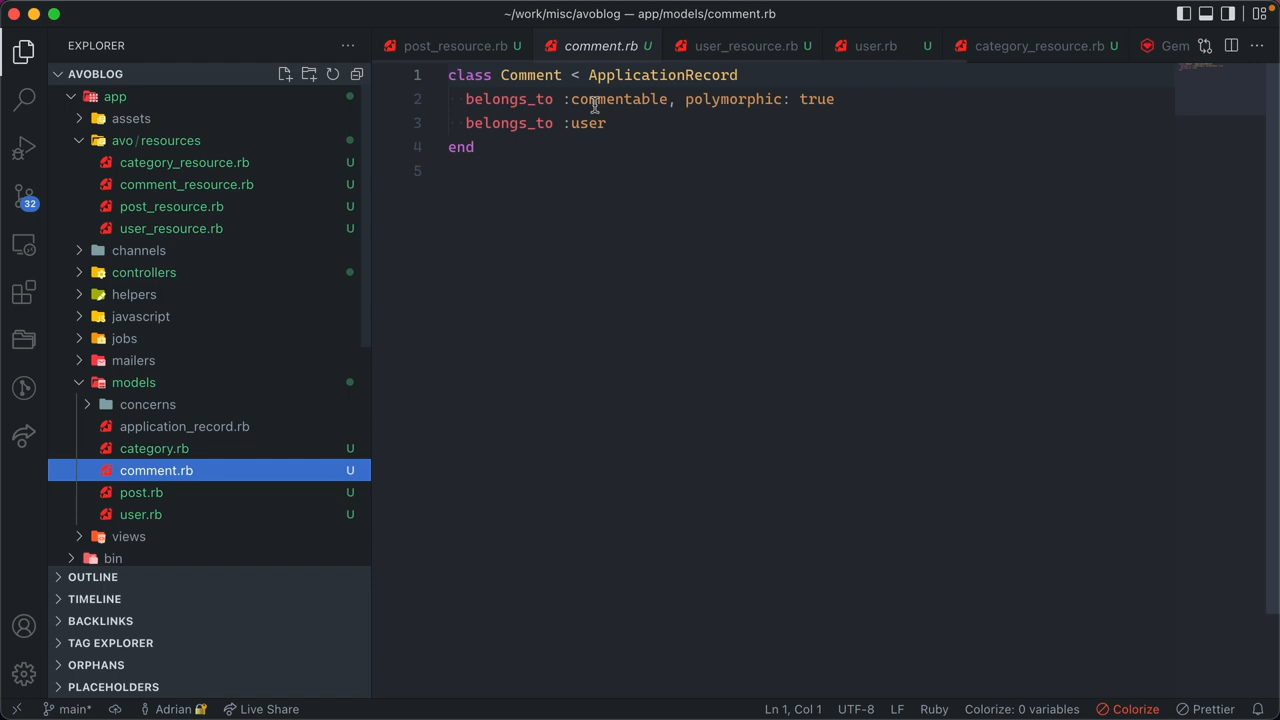 ~/work/misc/avoblog — app/models/comment.rb
EXPLORER
AVOBLOG
app
assets
avo/resources
category_resource.rb U
comment_resource.rb U
post_resource.rb U
user_resource.rb U
channels
controllers
helpers
javascript
jobs
mailers
models
concerns
application_record.rb
category.rb U
comment.rb U
post.rb U
user.rb U
views
bin
OUTLINE
TIMELINE
BACKLINKS
TAG EXPLORER
ORPHANS
PLACEHOLDERS
32
post_resource.rb U comment.rb U user_resource.rb U user.rb U category_resource.rb U Gem
1 class Comment < ApplicationRecord
2 belongs_to :commentable, polymorphic: true
3 belongs_to :user
4 end
5
main* Adrian Live Share Ln 1, Col 1 UTF-8 LF Ruby Colorize: 0 variables Colorize Prettier